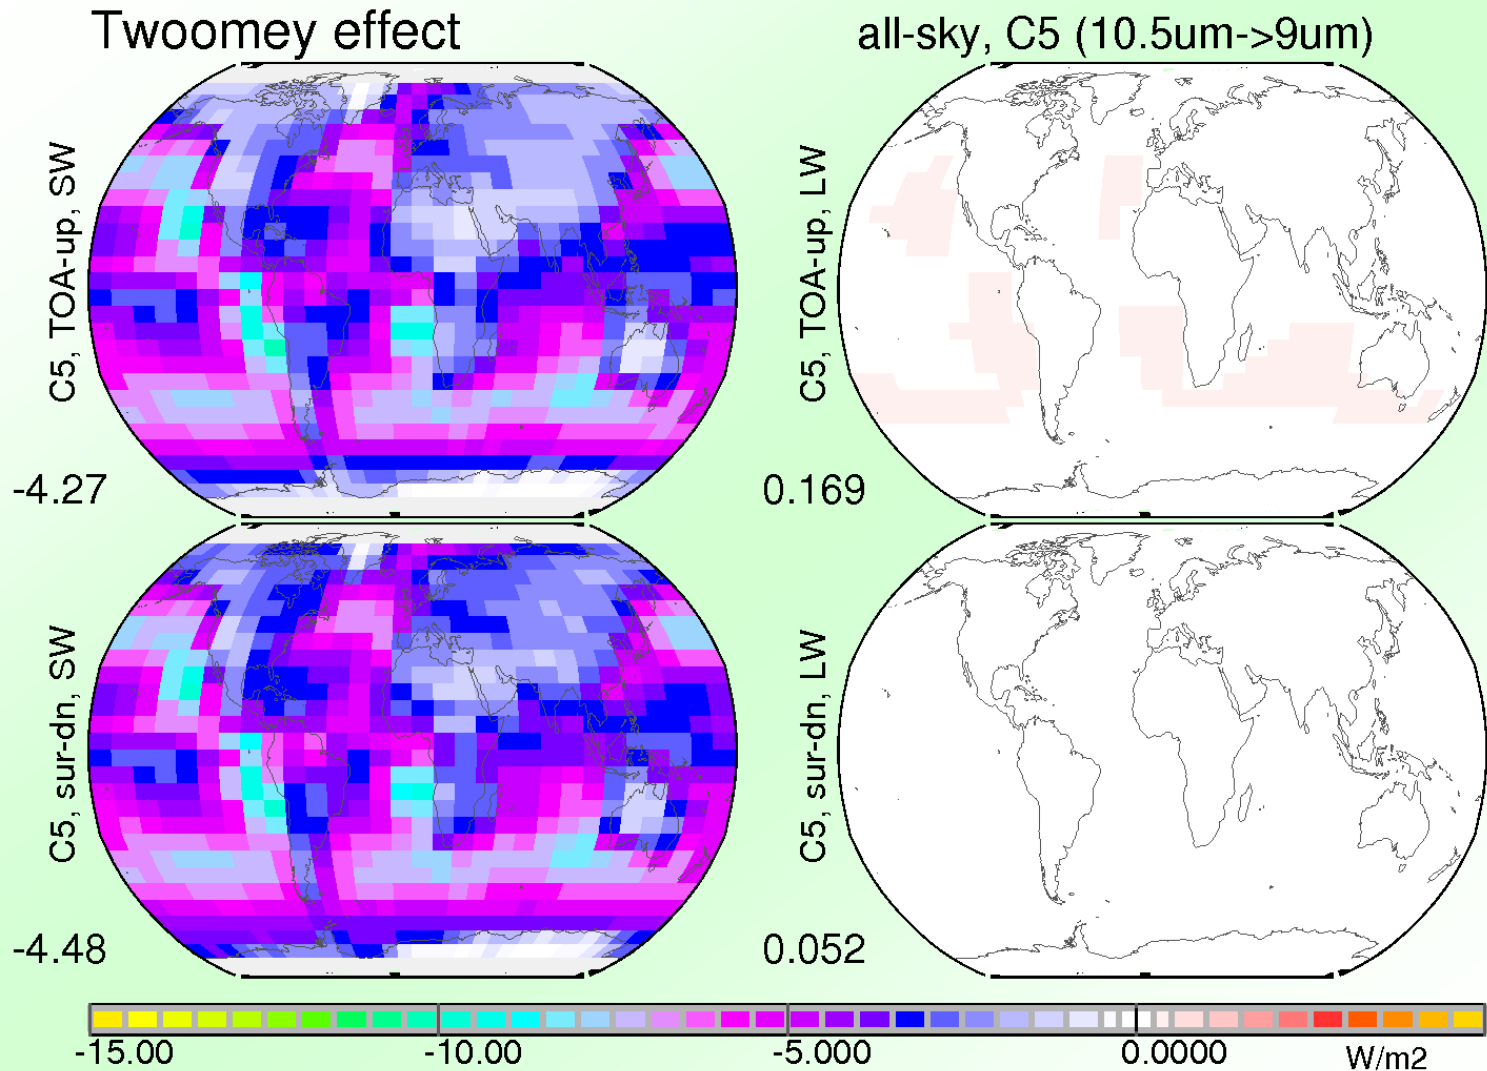 Twoomey effect
all-sky, C5 (10.5um->9um)
C5, TOA-up, SW
C5, TOA-up, LW
-4.27
0.169
C5, sur-dn, SW
C5, sur-dn, LW
-4.48
0.052
-15.00 -10.00 -5.000 0.0000 W/m2